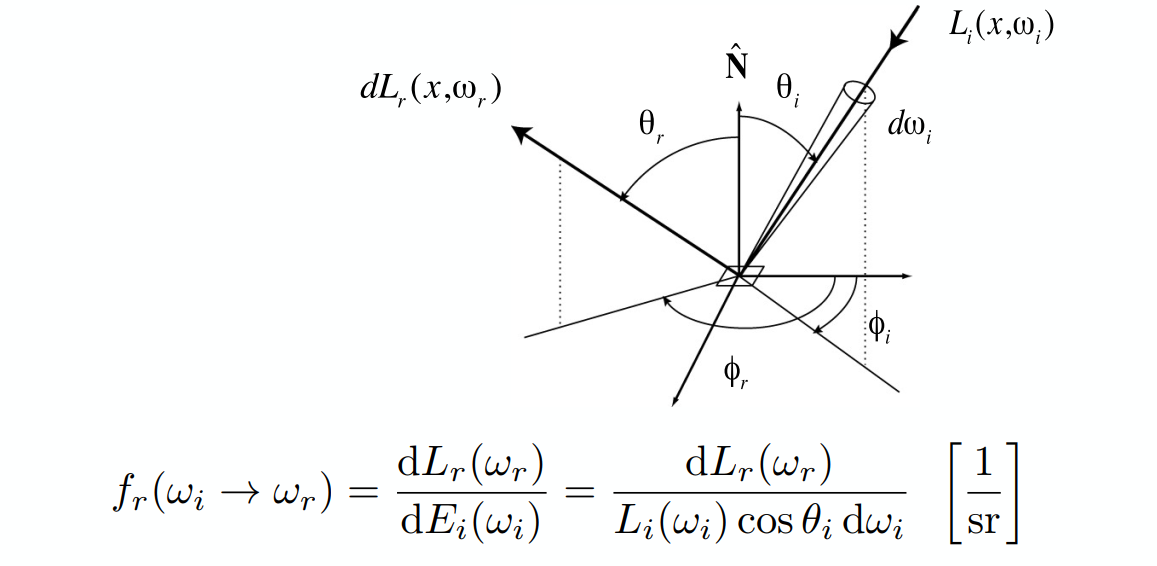 L_i(x,ω_i)
N̂
θ_i
dL_r(x,ω_r)
θ_r
dω_i
ϕ_i
ϕ_r
f_r(ω_i → ω_r) = dL_r(ω_r) / dE_i(ω_i) = dL_r(ω_r) / L_i(ω_i) cos θ_i dω_i [1/sr]